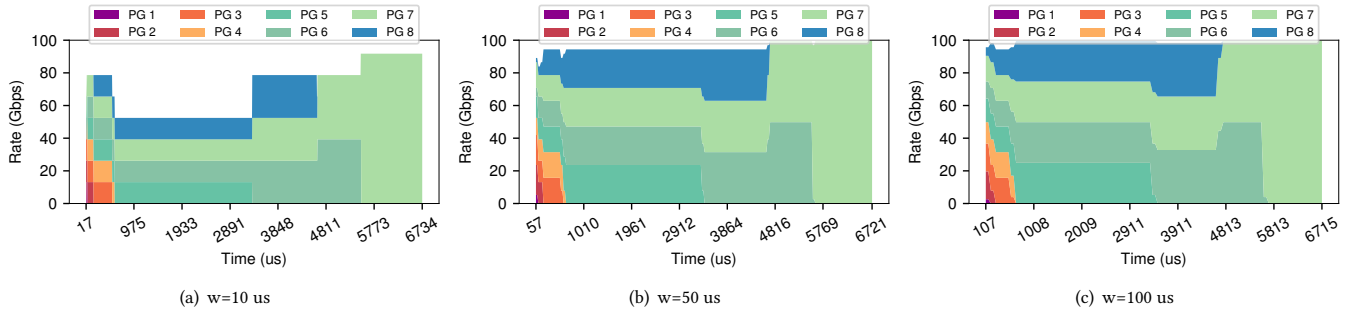 PG 1 PG 3 PG 5 PG 7
PG 2 PG 4 PG 6 PG 8
100
80
60
40
20
0
Rate (Gbps)
17 975 1933 2891 3848 4811 5773 6734
Time (us)
(a) w=10 us
PG 1 PG 3 PG 5 PG 7
PG 2 PG 4 PG 6 PG 8
100
80
60
40
20
0
Rate (Gbps)
57 1010 1961 2912 3864 4816 5769 6721
Time (us)
(b) w=50 us
PG 1 PG 3 PG 5 PG 7
PG 2 PG 4 PG 6 PG 8
100
80
60
40
20
0
Rate (Gbps)
107 1008 2009 2911 3911 4813 5813 6715
Time (us)
(c) w=100 us